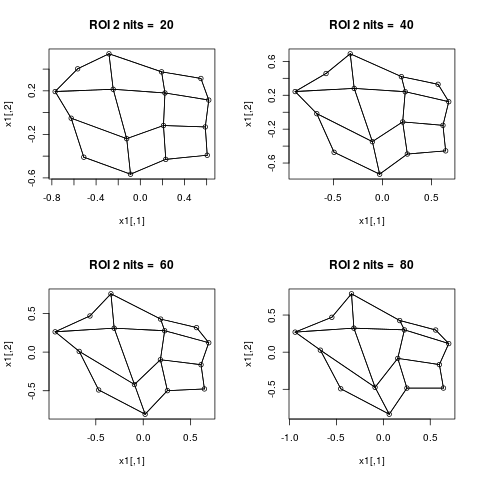 ROI 2 nits = 20
x1[,2]
-0.6 -0.2 0.2
-0.8 -0.4 0.0 0.4
x1[,1]
ROI 2 nits = 40
x1[,2]
-0.6 -0.2 0.2 0.6
-0.5 0.0 0.5
x1[,1]
ROI 2 nits = 60
x1[,2]
-0.5 0.0 0.5
-0.5 0.0 0.5
x1[,1]
ROI 2 nits = 80
x1[,2]
-0.5 0.0 0.5
-1.0 -0.5 0.0 0.5
x1[,1]